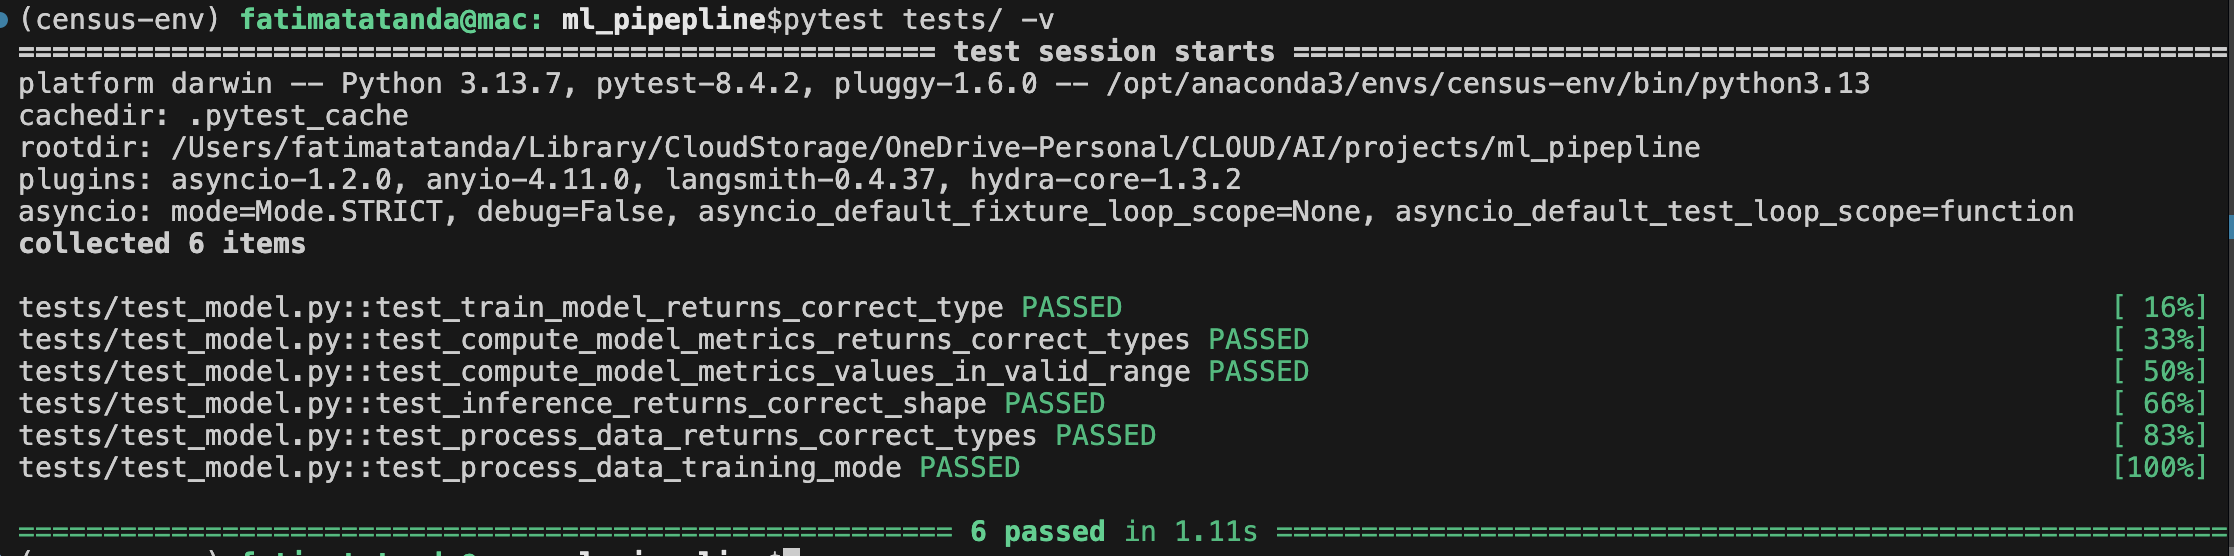 (census-env) fatimatatanda@mac: ml_pipepline$pytest tests/ -v
====================================================== test session starts =======================================================
platform darwin -- Python 3.13.7, pytest-8.4.2, pluggy-1.6.0 -- /opt/anaconda3/envs/census-env/bin/python3.13
cachedir: .pytest_cache
rootdir: /Users/fatimatatanda/Library/CloudStorage/OneDrive-Personal/CLOUD/AI/projects/ml_pipepline
plugins: asyncio-1.2.0, anyio-4.11.0, langsmith-0.4.37, hydra-core-1.3.2
asyncio: mode=Mode.STRICT, debug=False, asyncio_default_fixture_loop_scope=None, asyncio_default_test_loop_scope=function
collected 6 items
tests/test_model.py::test_train_model_returns_correct_type PASSED [ 16%]
tests/test_model.py::test_compute_model_metrics_returns_correct_types PASSED [ 33%]
tests/test_model.py::test_compute_model_metrics_values_in_valid_range PASSED [ 50%]
tests/test_model.py::test_inference_returns_correct_shape PASSED [ 66%]
tests/test_model.py::test_process_data_returns_correct_types PASSED [ 83%]
tests/test_model.py::test_process_data_training_mode PASSED [100%]
======================================================= 6 passed in 1.11s ========================================================